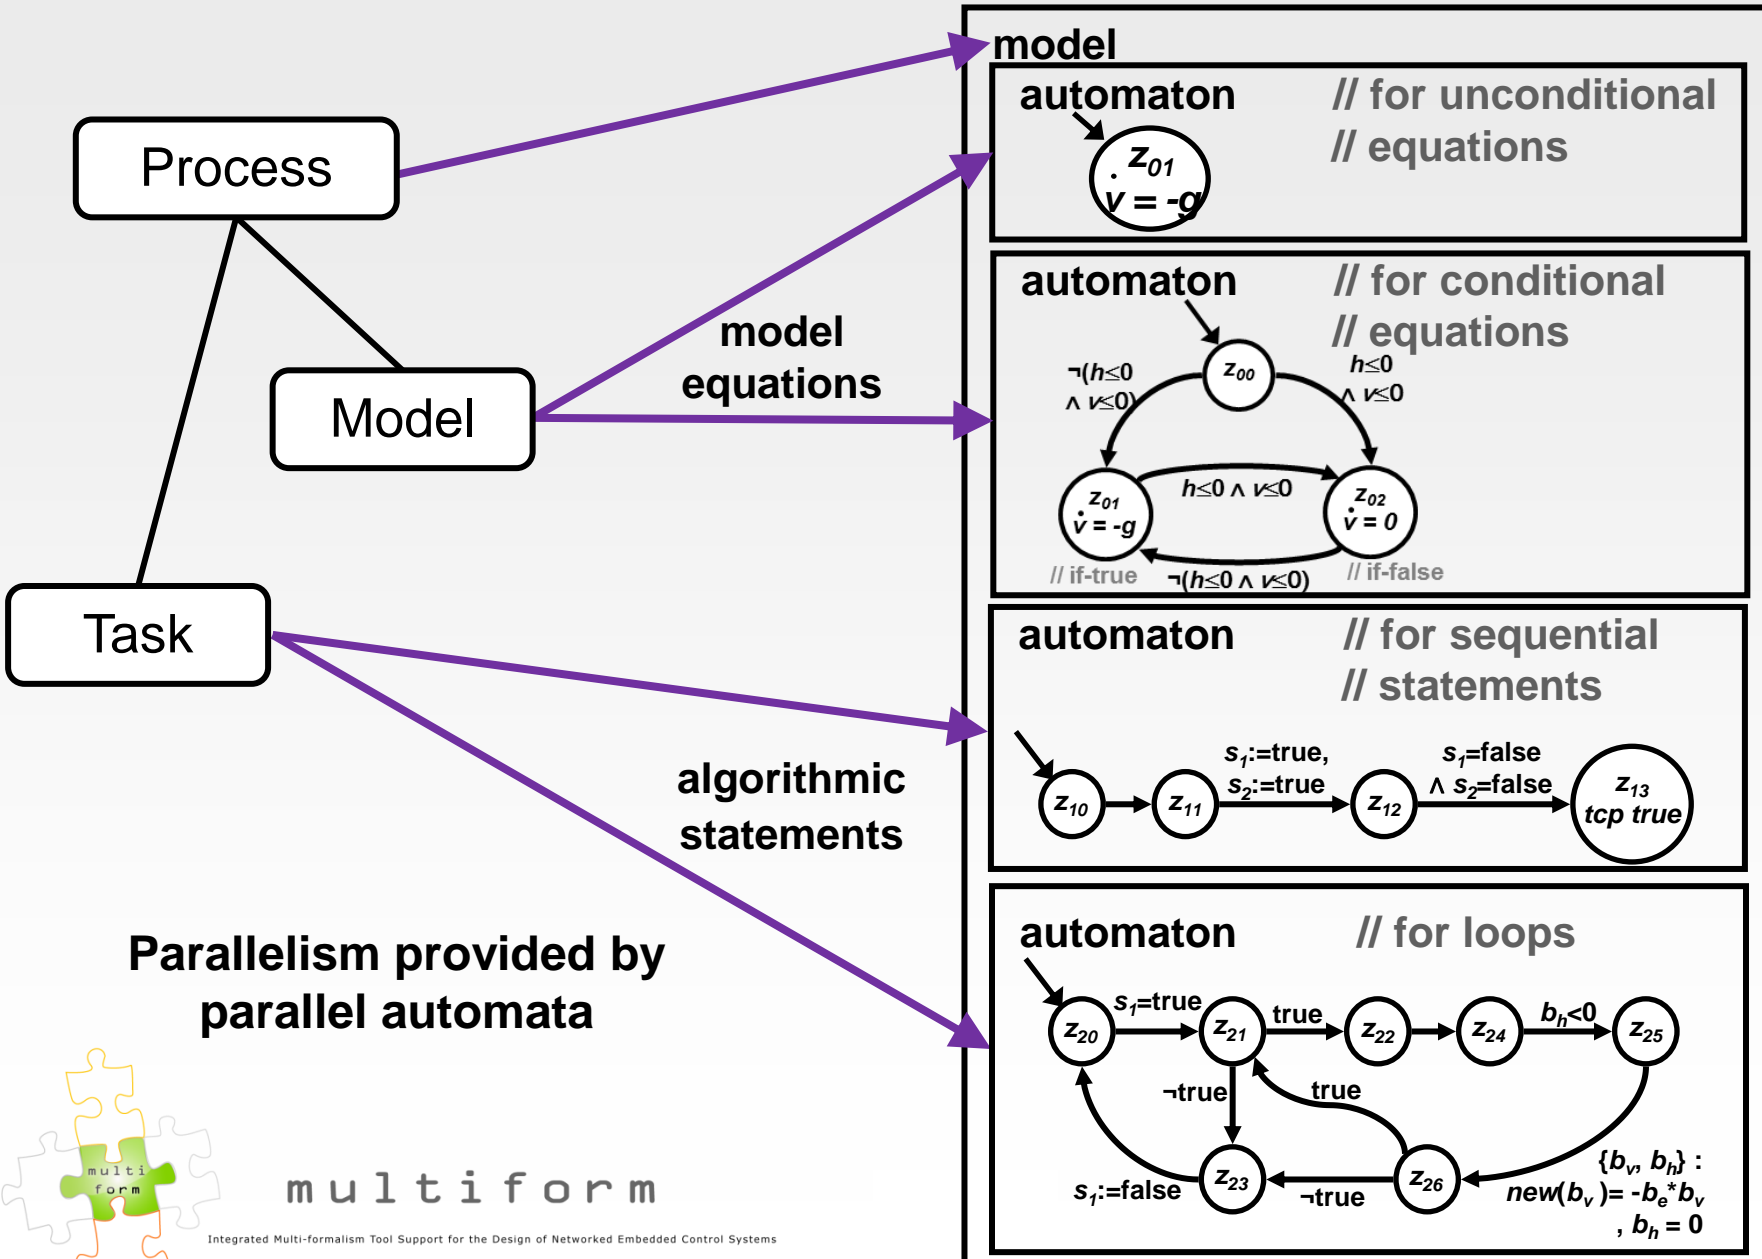 model
automaton // for unconditional
// equations
z01
v̇ = -g
Process
automaton // for conditional
// equations
z00
¬(h≤0
∧ v≤0)
h≤0
∧ v≤0
h≤0 ∧ v≤0
z01
v̇ = -g
z02
v̇ = 0
// if-true
¬(h≤0 ∧ v≤0)
// if-false
model
equations
Model
Task
automaton // for sequential
// statements
s1:=true,
s2:=true
s1=false
∧ s2=false
z10
z11
z12
z13
tcp true
algorithmic
statements
automaton // for loops
s1=true
true
bh<0
z20
z21
z22
z24
z25
¬true
true
s1:=false
z23
¬true
z26
{bv, bh} :
new(bv)= -be*bv
, bh = 0
Parallelism provided by
parallel automata
multi
form
multiform
Integrated Multi-formalism Tool Support for the Design of Networked Embedded Control Systems